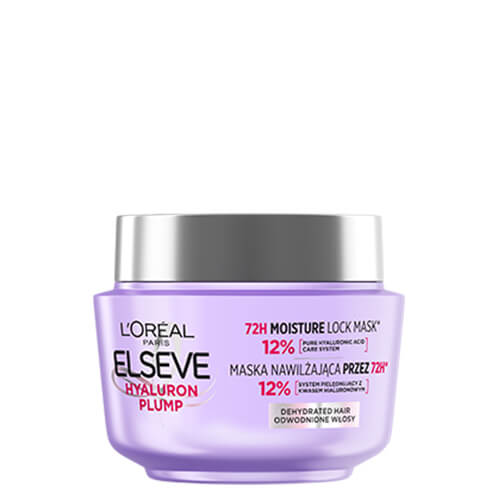 L'ORÉAL
PARIS
ELSEVE
HYALURON
PLUMP
72H MOISTURE LOCK MASK*
12% [PURE HYALURONIC ACID
CARE SYSTEM]
MASKA NAWILŻAJĄCA PRZEZ 72H*
12% [SYSTEM PIELĘGNUJĄCY Z
KWASEM HIALURONOWYM]
DEHYDRATED HAIR
ODWODNIONE WŁOSY